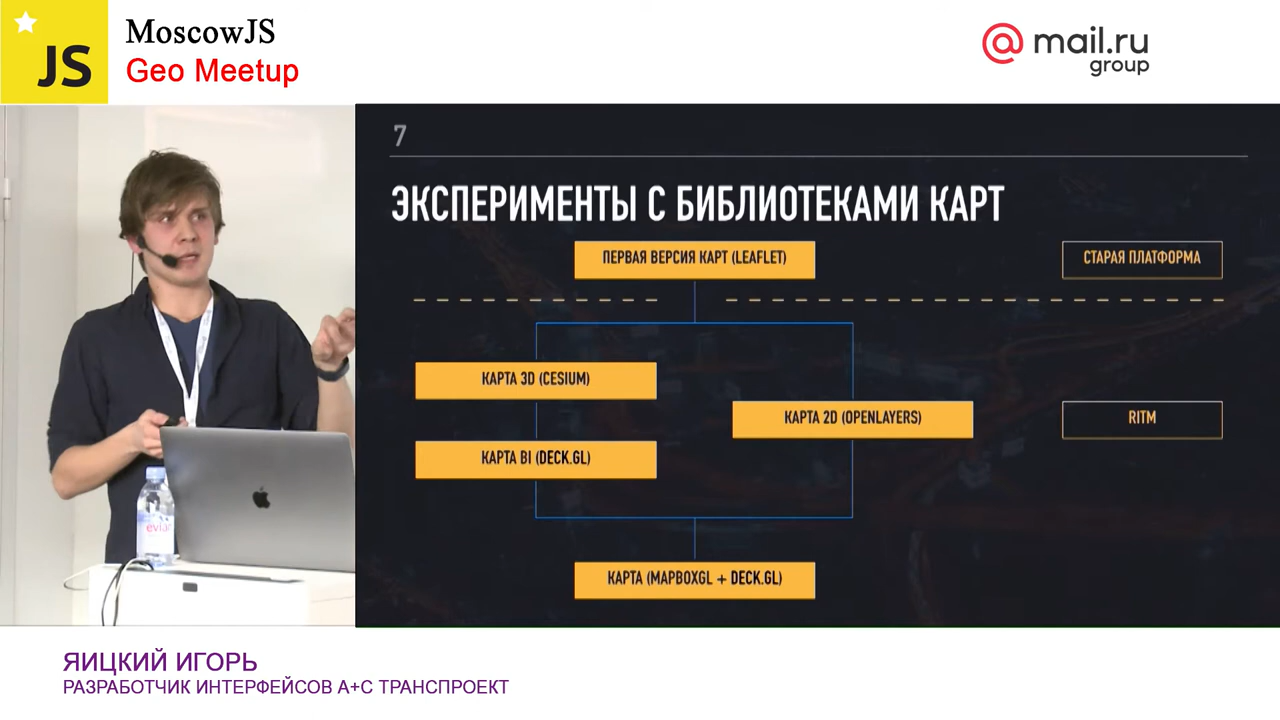 JS
MoscowJS
Geo Meetup
@mail.ru
group
7
ЭКСПЕРИМЕНТЫ С БИБЛИОТЕКАМИ КАРТ
ПЕРВАЯ ВЕРСИЯ КАРТ (LEAFLET)
СТАРАЯ ПЛАТФОРМА
КАРТА 3D (CESIUM)
КАРТА 2D (OPENLAYERS)
RITM
КАРТА BI (DECK.GL)
КАРТА (MAPBOXGL + DECK.GL)
evian
ЯИЦКИЙ ИГОРЬ
РАЗРАБОТЧИК ИНТЕРФЕЙСОВ А+С ТРАНСПРОЕКТ